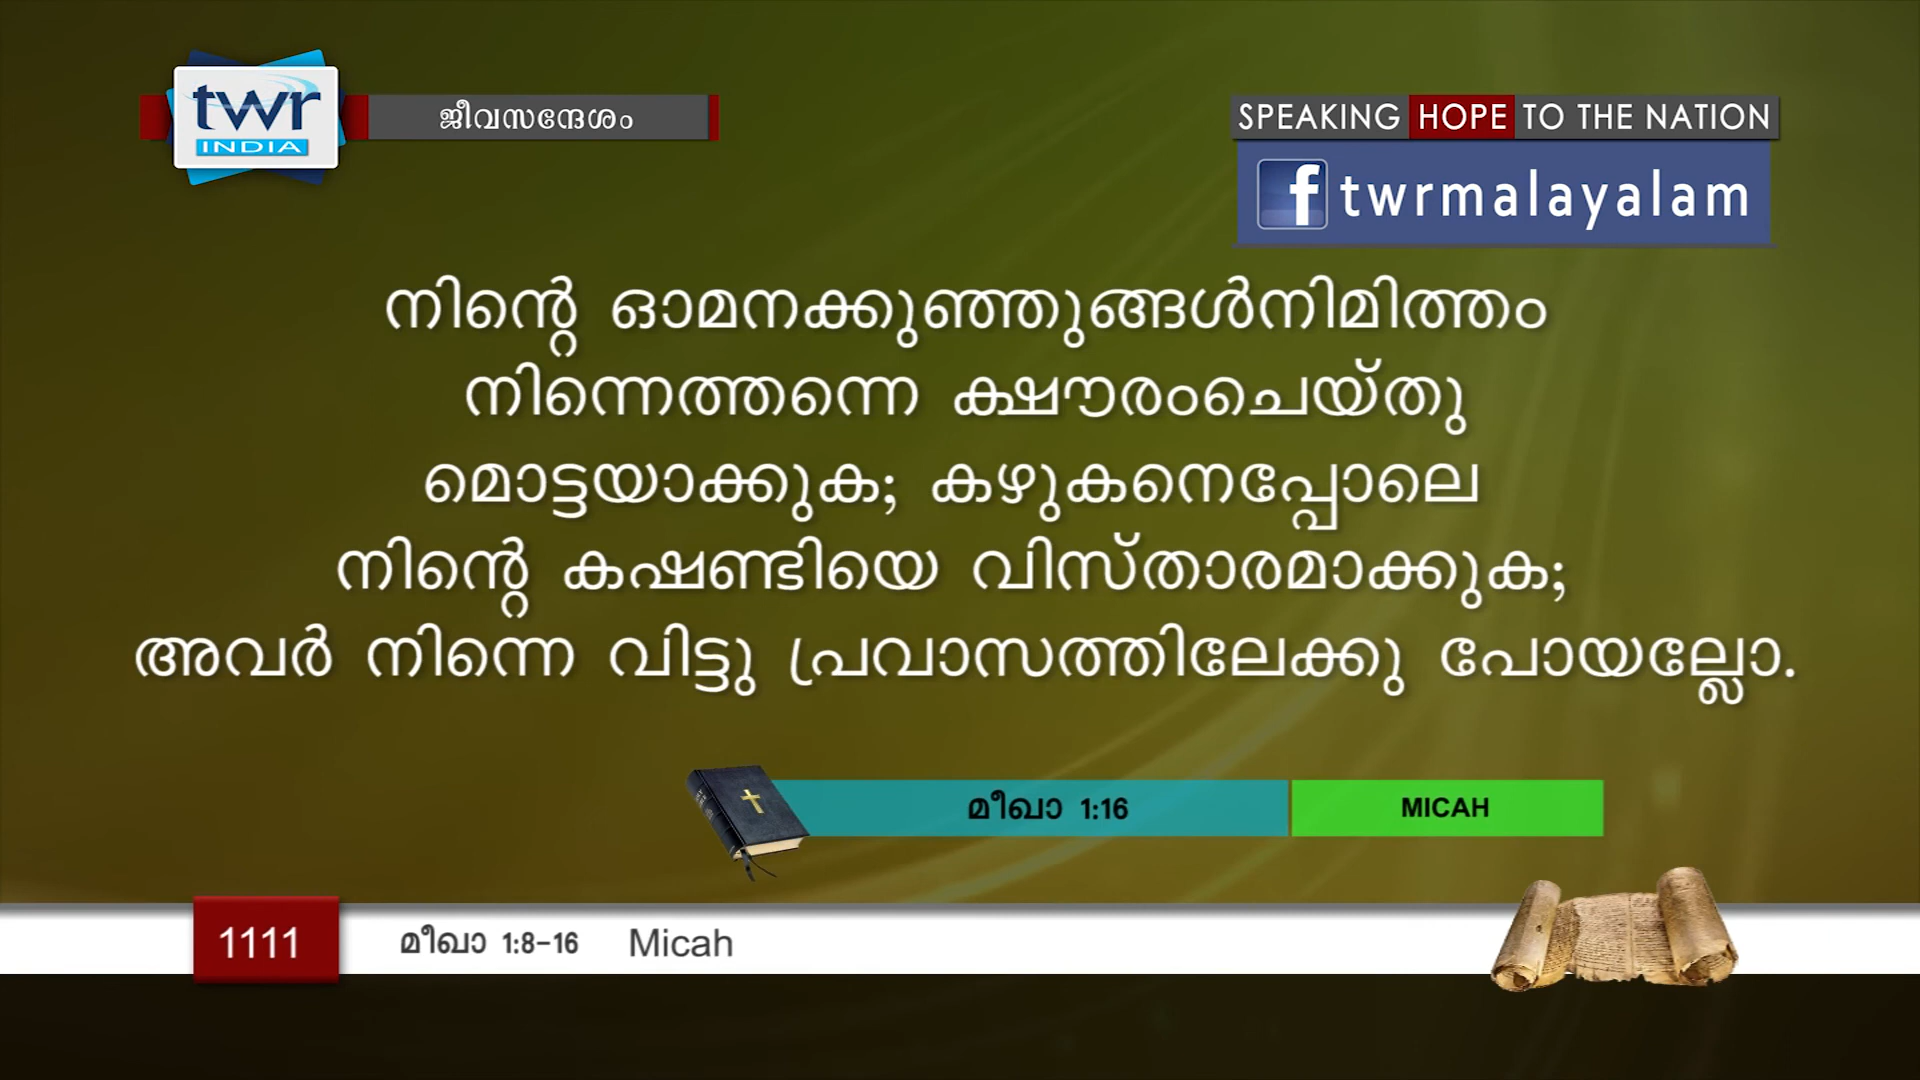 twr
INDIA
ജീവസന്ദേശം
SPEAKING HOPE TO THE NATION
f twrmalayalam
നിന്റെ ഓമനക്കുഞ്ഞുങ്ങൾനിമിത്തം
നിന്നെത്തന്നെ ക്ഷൗരംചെയ്തു
മൊട്ടയാക്കുക; കഴുകനെപ്പോലെ
നിന്റെ കഷണ്ടിയെ വിസ്താരമാക്കുക;
അവർ നിന്നെ വിട്ടു പ്രവാസത്തിലേക്കു പോയല്ലോ.
മീഖാ 1:16 MICAH
1111 മീഖാ 1:8-16 Micah